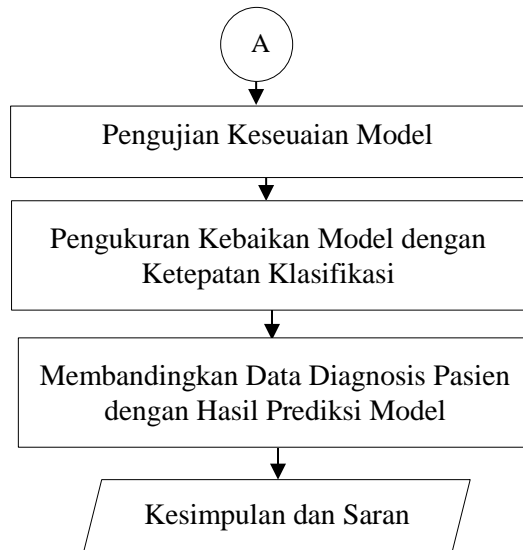 A
Pengujian Keseuaian Model
Pengukuran Kebaikan Model dengan
Ketepatan Klasifikasi
Membandingkan Data Diagnosis Pasien
dengan Hasil Prediksi Model
Kesimpulan dan Saran